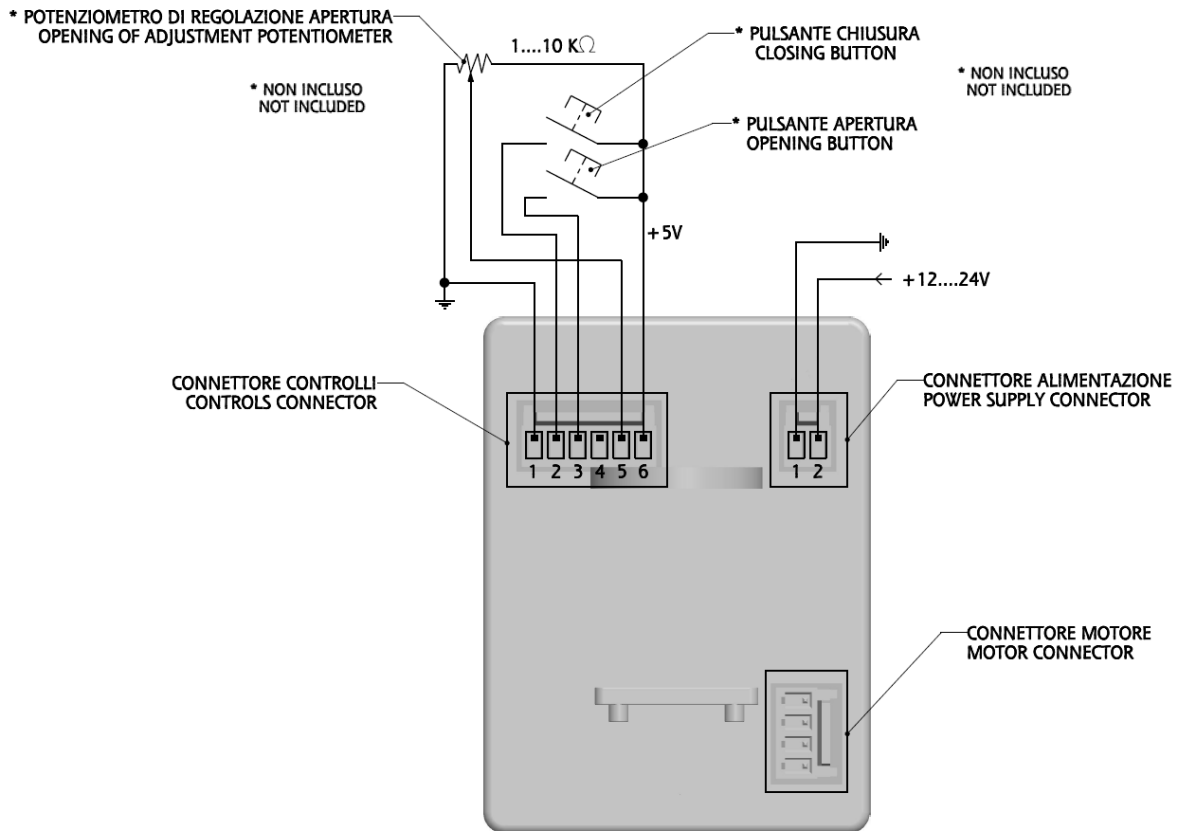 * POTENZIOMETRO DI REGOLAZIONE APERTURA
OPENING OF ADJUSTMENT POTENTIOMETER
1....10 KΩ
* PULSANTE CHIUSURA
CLOSING BUTTON
* NON INCLUSO
NOT INCLUDED
* NON INCLUSO
NOT INCLUDED
* PULSANTE APERTURA
OPENING BUTTON
+5V
+12....24V
CONNETTORE CONTROLLI
CONTROLS CONNECTOR
CONNETTORE ALIMENTAZIONE
POWER SUPPLY CONNECTOR
1 2 3 4 5 6
1 2
CONNETTORE MOTORE
MOTOR CONNECTOR